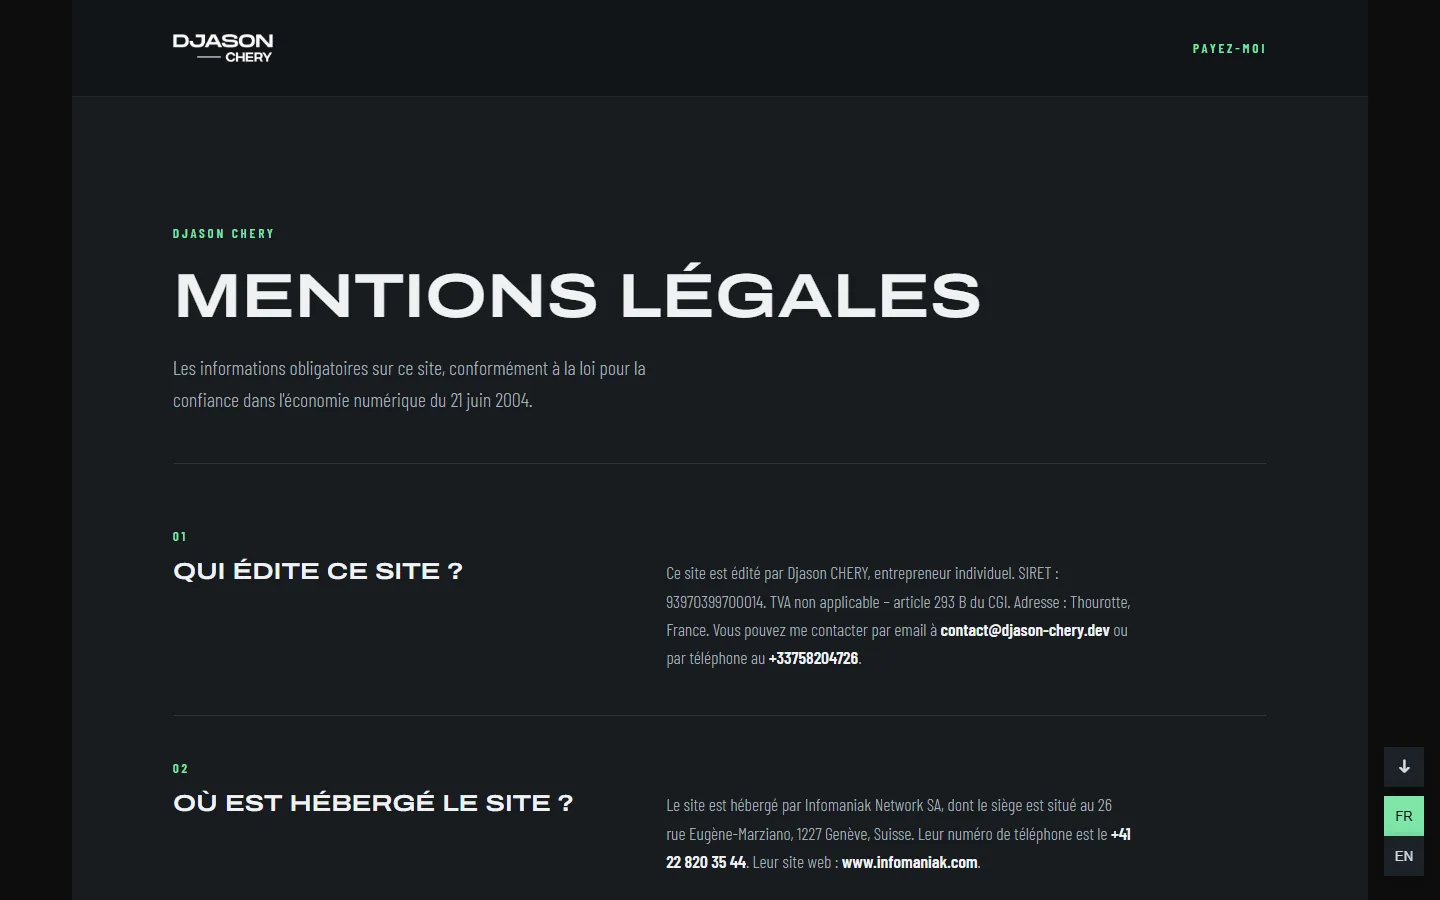 DJASON
CHERY
PAYEZ-MOI
DJASON CHERY
MENTIONS LÉGALES
Les informations obligatoires sur ce site, conformément à la loi pour la
confiance dans l'économie numérique du 21 juin 2004.
01
QUI ÉDITE CE SITE ?
Ce site est édité par Djason CHERY, entrepreneur individuel. SIRET :
93970399700014. TVA non applicable – article 293 B du CGI. Adresse : Thourotte,
France. Vous pouvez me contacter par email à contact@djason-chery.dev ou
par téléphone au +33758204726.
02
OÙ EST HÉBERGÉ LE SITE ?
Le site est hébergé par Infomaniak Network SA, dont le siège est situé au 26
rue Eugène-Marziano, 1227 Genève, Suisse. Leur numéro de téléphone est le +41
22 820 35 44. Leur site web : www.infomaniak.com.
FR
EN